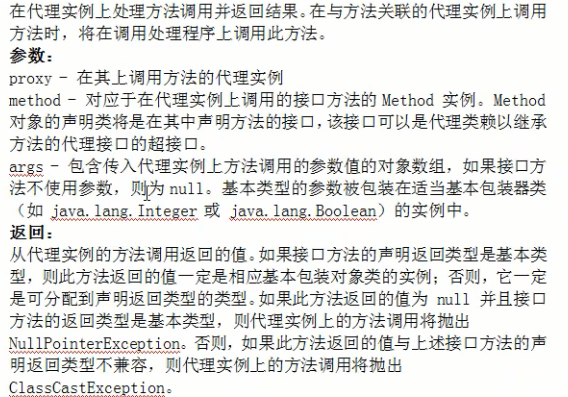 在代理实例上处理方法调用并返回结果。在与方法关联的代理实例上调用
方法时，将在调用处理程序上调用此方法。
参数：
proxy - 在其上调用方法的代理实例
method - 对应于在代理实例上调用的接口方法的 Method 实例。Method
对象的声明类将是在其中声明方法的接口，该接口可以是代理类赖以继承
方法的代理接口的超接口。
args - 包含传入代理实例上方法调用的参数值的对象数组，如果接口方
法不使用参数，则为 null。基本类型的参数被包装在适当基本包装器类
（如 java.lang.Integer 或 java.lang.Boolean）的实例中。
返回：
从代理实例的方法调用返回的值。如果接口方法的声明返回类型是基本类
型，则此方法返回的值一定是相应基本包装对象类的实例；否则，它一定
是可分配到声明返回类型的类型。如果此方法返回的值为 null 并且接口
方法的返回类型是基本类型，则代理实例上的方法调用将抛出
NullPointerException。否则，如果此方法返回的值与上述接口方法的声
明返回类型不兼容，则代理实例上的方法调用将抛出
ClassCastException。